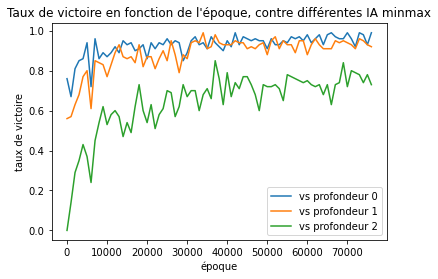 Taux de victoire en fonction de l'époque, contre différentes IA minmax
taux de victoire
1.0
0.8
0.6
0.4
0.2
0.0
vs profondeur 0
vs profondeur 1
vs profondeur 2
0 10000 20000 30000 40000 50000 60000 70000
époque